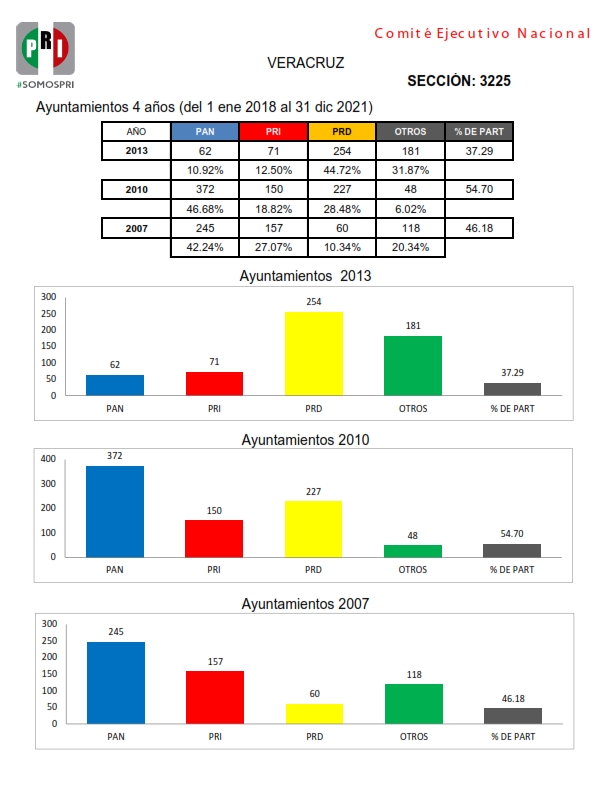 Comité Ejecutivo Nacional
PRI
#SOMOSPRI
VERACRUZ
SECCIÓN: 3225
Ayuntamientos 4 años (del 1 ene 2018 al 31 dic 2021)
AÑO PAN PRI PRD OTROS % DE PART
2013 62 71 254 181 37.29
10.92% 12.50% 44.72% 31.87%
2010 372 150 227 48 54.70
46.68% 18.82% 28.48% 6.02%
2007 245 157 60 118 46.18
42.24% 27.07% 10.34% 20.34%
Ayuntamientos 2013
300
250
200
150
100
50
0
62
71
254
181
37.29
PAN PRI PRD OTROS % DE PART
Ayuntamientos 2010
400
300
200
100
0
372
150
227
48
54.70
PAN PRI PRD OTROS % DE PART
Ayuntamientos 2007
300
250
200
150
100
50
0
245
157
60
118
46.18
PAN PRI PRD OTROS % DE PART